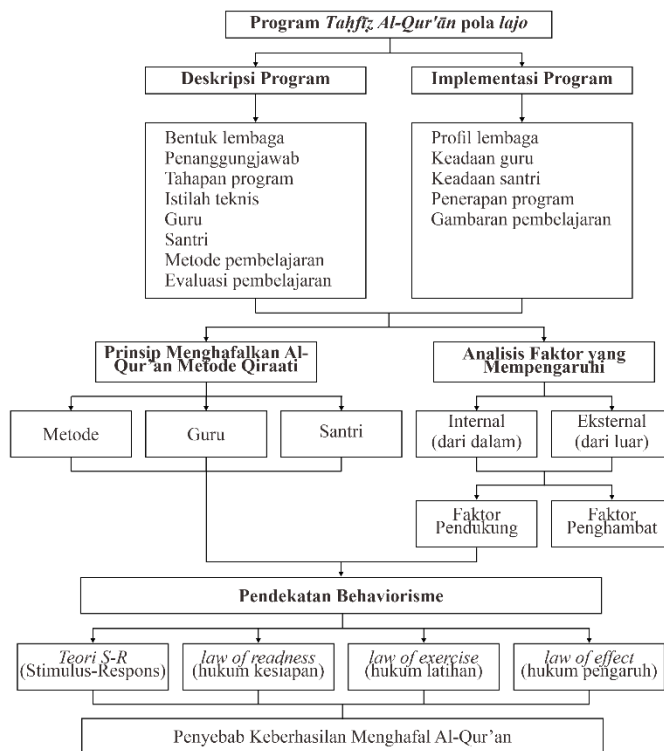 Program Taḥfīẓ Al-Qur'ān pola lajo
Deskripsi Program
Implementasi Program
Bentuk lembaga
Penanggungjawab
Tahapan program
Istilah teknis
Guru
Santri
Metode pembelajaran
Evaluasi pembelajaran
Profil lembaga
Keadaan guru
Keadaan santri
Penerapan program
Gambaran pembelajaran
Prinsip Menghafalkan Al-
Qur'an Metode Qiraati
Analisis Faktor yang
Mempengaruhi
Metode
Guru
Santri
Internal
(dari dalam)
Eksternal
(dari luar)
Faktor
Pendukung
Faktor
Penghambat
Pendekatan Behaviorisme
Teori S-R
(Stimulus-Respons)
law of readness
(hukum kesiapan)
law of exercise
(hukum latihan)
law of effect
(hukum pengaruh)
Penyebab Keberhasilan Menghafal Al-Qur'an